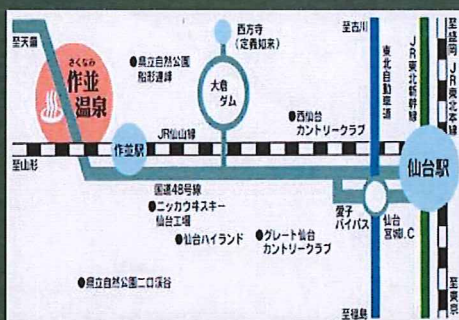 至天童
さくなみ
作並
温泉
●県立自然公園
船形連峰
西方寺
(定義如来)
大倉
ダム
至古川
東北自動車道
JR東北新幹線
至盛岡
JR東北本線
●西仙台
カントリークラブ
JR仙山線
作並駅
仙台駅
至山形
国道48号線
●ニッカウヰスキー
仙台工場
●仙台ハイランド
●グレート仙台
カントリークラブ
愛子
バイパス
仙台
宮城I.C
●県立自然公園二口渓谷
至福島
至東京